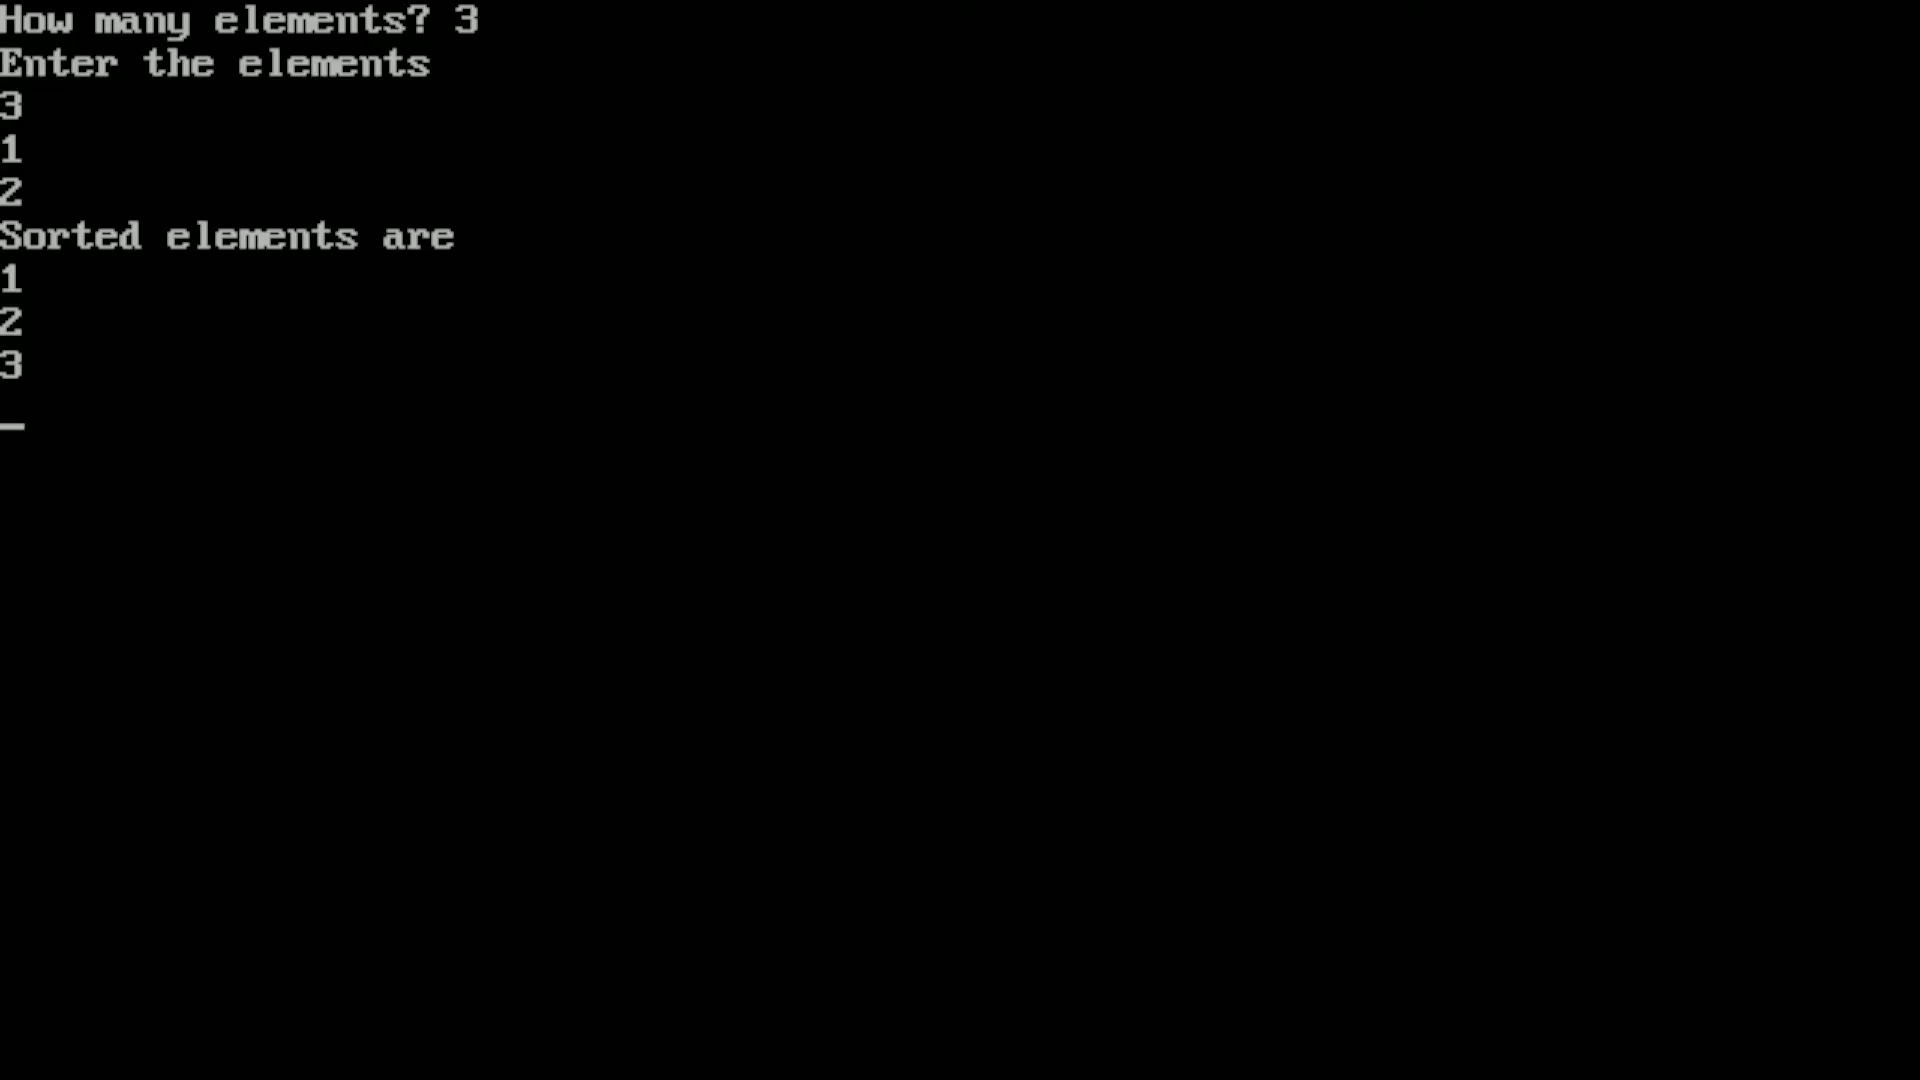 How many elements? 3
Enter the elements
3
1
2
Sorted elements are
1
2
3
_